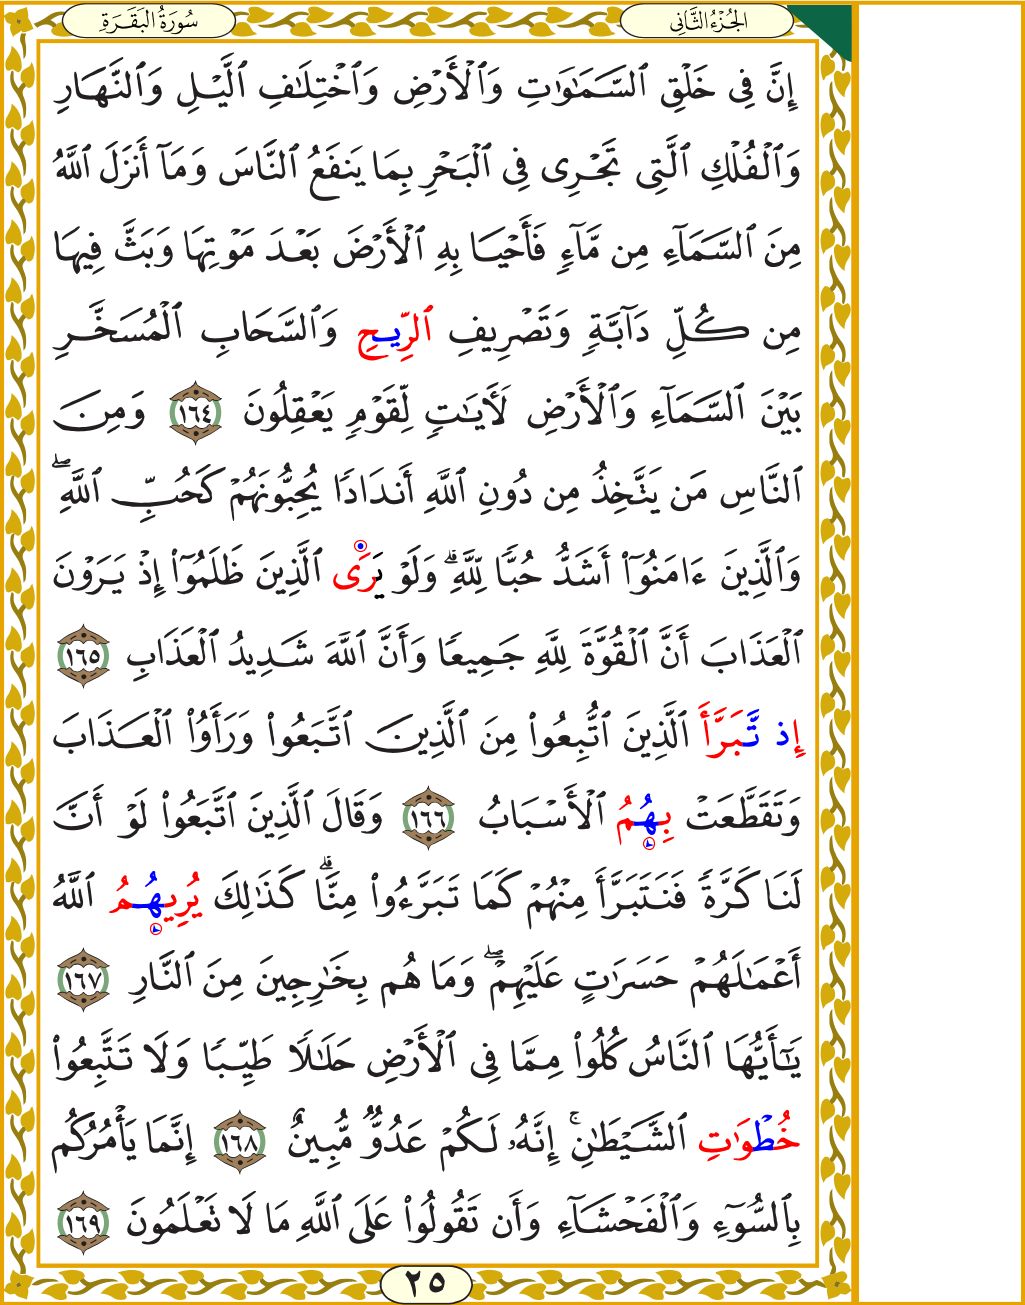 سُورَةُ البَقَرَةِ
الجُزْءُ الثَّانِي
إِنَّ فِي خَلْقِ ٱلسَّمَٰوَٰتِ وَٱلْأَرْضِ وَٱخْتِلَٰفِ ٱلَّيْلِ وَٱلنَّهَارِ
وَٱلْفُلْكِ ٱلَّتِي تَجْرِي فِي ٱلْبَحْرِ بِمَا يَنفَعُ ٱلنَّاسَ وَمَآ أَنزَلَ ٱللَّهُ
مِنَ ٱلسَّمَآءِ مِن مَّآءٍ فَأَحْيَا بِهِ ٱلْأَرْضَ بَعْدَ مَوْتِهَا وَبَثَّ فِيهَا
مِن كُلِّ دَآبَّةٍ وَتَصْرِيفِ ٱلرِّيحِ وَٱلسَّحَابِ ٱلْمُسَخَّرِ
بَيْنَ ٱلسَّمَآءِ وَٱلْأَرْضِ لَأَيَٰتٍ لِّقَوْمٍ يَعْقِلُونَ ١٦٤ وَمِنَ
ٱلنَّاسِ مَن يَتَّخِذُ مِن دُونِ ٱللَّهِ أَندَادًا يُحِبُّونَهُمْ كَحُبِّ ٱللَّهِۖ
وَٱلَّذِينَ ءَامَنُوٓا۟ أَشَدُّ حُبًّا لِّلَّهِۗ وَلَوْ يَرَى ٱلَّذِينَ ظَلَمُوٓا۟ إِذْ يَرَوْنَ
ٱلْعَذَابَ أَنَّ ٱلْقُوَّةَ لِلَّهِ جَمِيعًا وَأَنَّ ٱللَّهَ شَدِيدُ ٱلْعَذَابِ ١٦٥
إِذ تَّبَرَّأَ ٱلَّذِينَ ٱتُّبِعُوا۟ مِنَ ٱلَّذِينَ ٱتَّبَعُوا۟ وَرَأَوُا۟ ٱلْعَذَابَ
وَتَقَطَّعَتْ بِهُمُ ٱلْأَسْبَابُ ١٦٦ وَقَالَ ٱلَّذِينَ ٱتَّبَعُوا۟ لَوْ أَنَّ
لَنَا كَرَّةً فَنَتَبَرَّأَ مِنْهُمْ كَمَا تَبَرَّءُوا۟ مِنَّاۗ كَذَٰلِكَ يُرِيهُمُ ٱللَّهُ
أَعْمَٰلَهُمْ حَسَرَٰتٍ عَلَيْهِمْۖ وَمَا هُم بِخَٰرِجِينَ مِنَ ٱلنَّارِ ١٦٧
يَٰٓأَيُّهَا ٱلنَّاسُ كُلُوا۟ مِمَّا فِي ٱلْأَرْضِ حَلَٰلًا طَيِّبًا وَلَا تَتَّبِعُوا۟
خُطْوَٰتِ ٱلشَّيْطَٰنِۚ إِنَّهُۥ لَكُمْ عَدُوٌّ مُّبِينٌ ١٦٨ إِنَّمَا يَأْمُرُكُم
بِٱلسُّوٓءِ وَٱلْفَحْشَآءِ وَأَن تَقُولُوا۟ عَلَى ٱللَّهِ مَا لَا تَعْلَمُونَ ١٦٩
٢٥